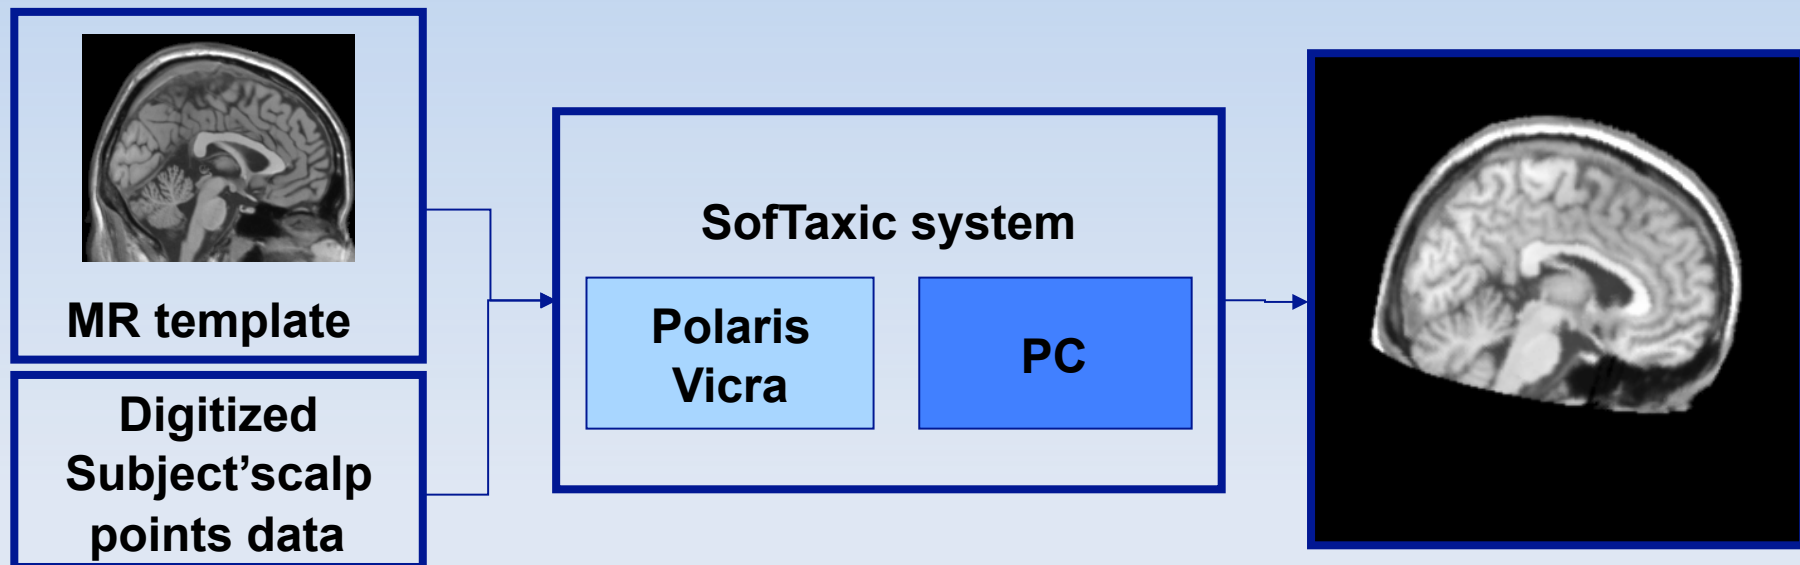 MR template
Digitized
Subject’scalp
points data
SofTaxic system
Polaris
Vicra
PC